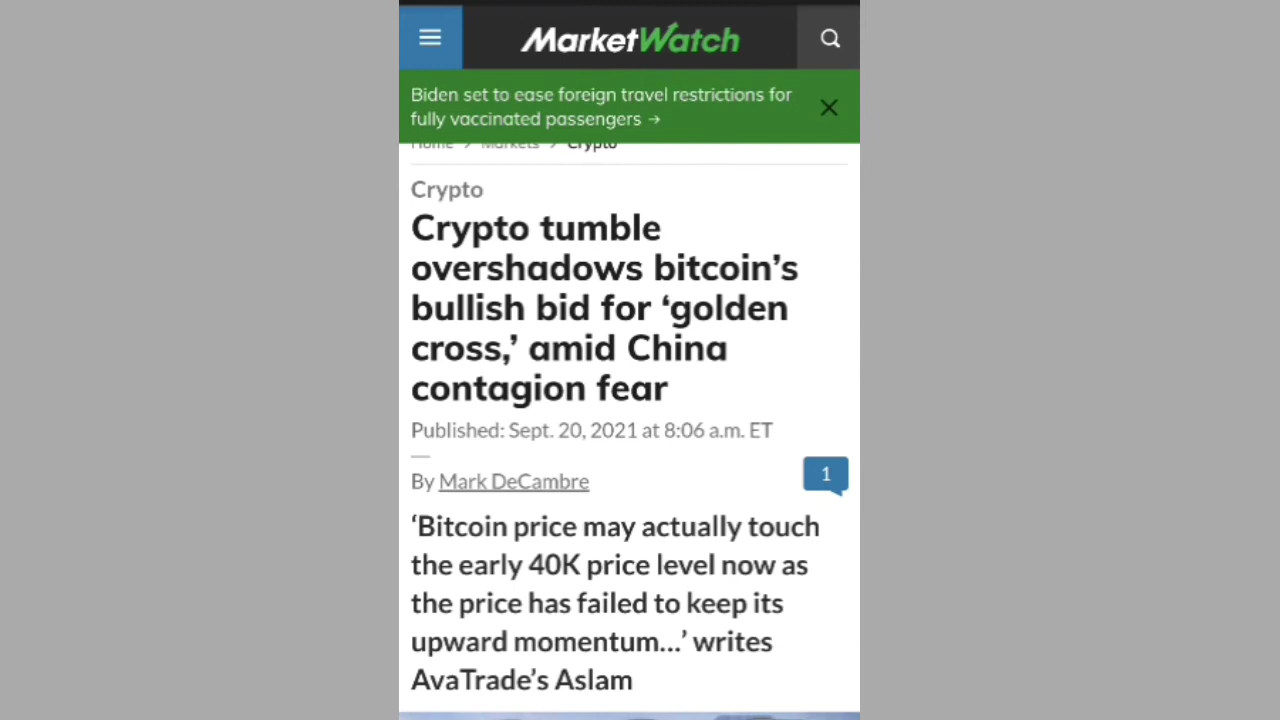 MarketWatch
Biden set to ease foreign travel restrictions for
fully vaccinated passengers →
Home > Markets > Crypto
Crypto
Crypto tumble
overshadows bitcoin’s
bullish bid for ‘golden
cross,’ amid China
contagion fear
Published: Sept. 20, 2021 at 8:06 a.m. ET
By Mark DeCambre
1
‘Bitcoin price may actually touch
the early 40K price level now as
the price has failed to keep its
upward momentum...’ writes
AvaTrade’s Aslam